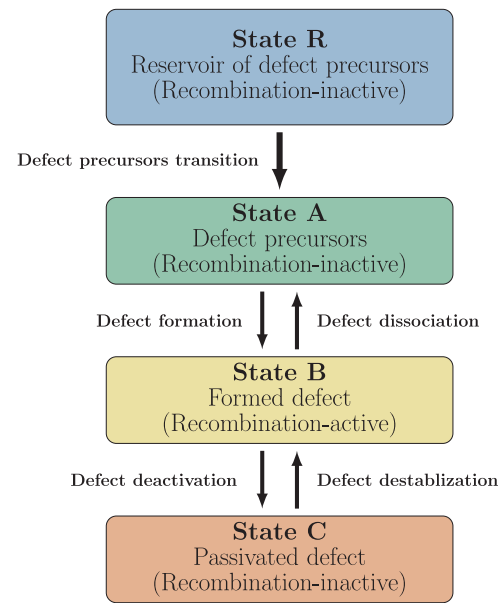 State R
Reservoir of defect precursors
(Recombination-inactive)
Defect precursors transition
State A
Defect precursors
(Recombination-inactive)
Defect formation
Defect dissociation
State B
Formed defect
(Recombination-active)
Defect deactivation
Defect destablization
State C
Passivated defect
(Recombination-inactive)